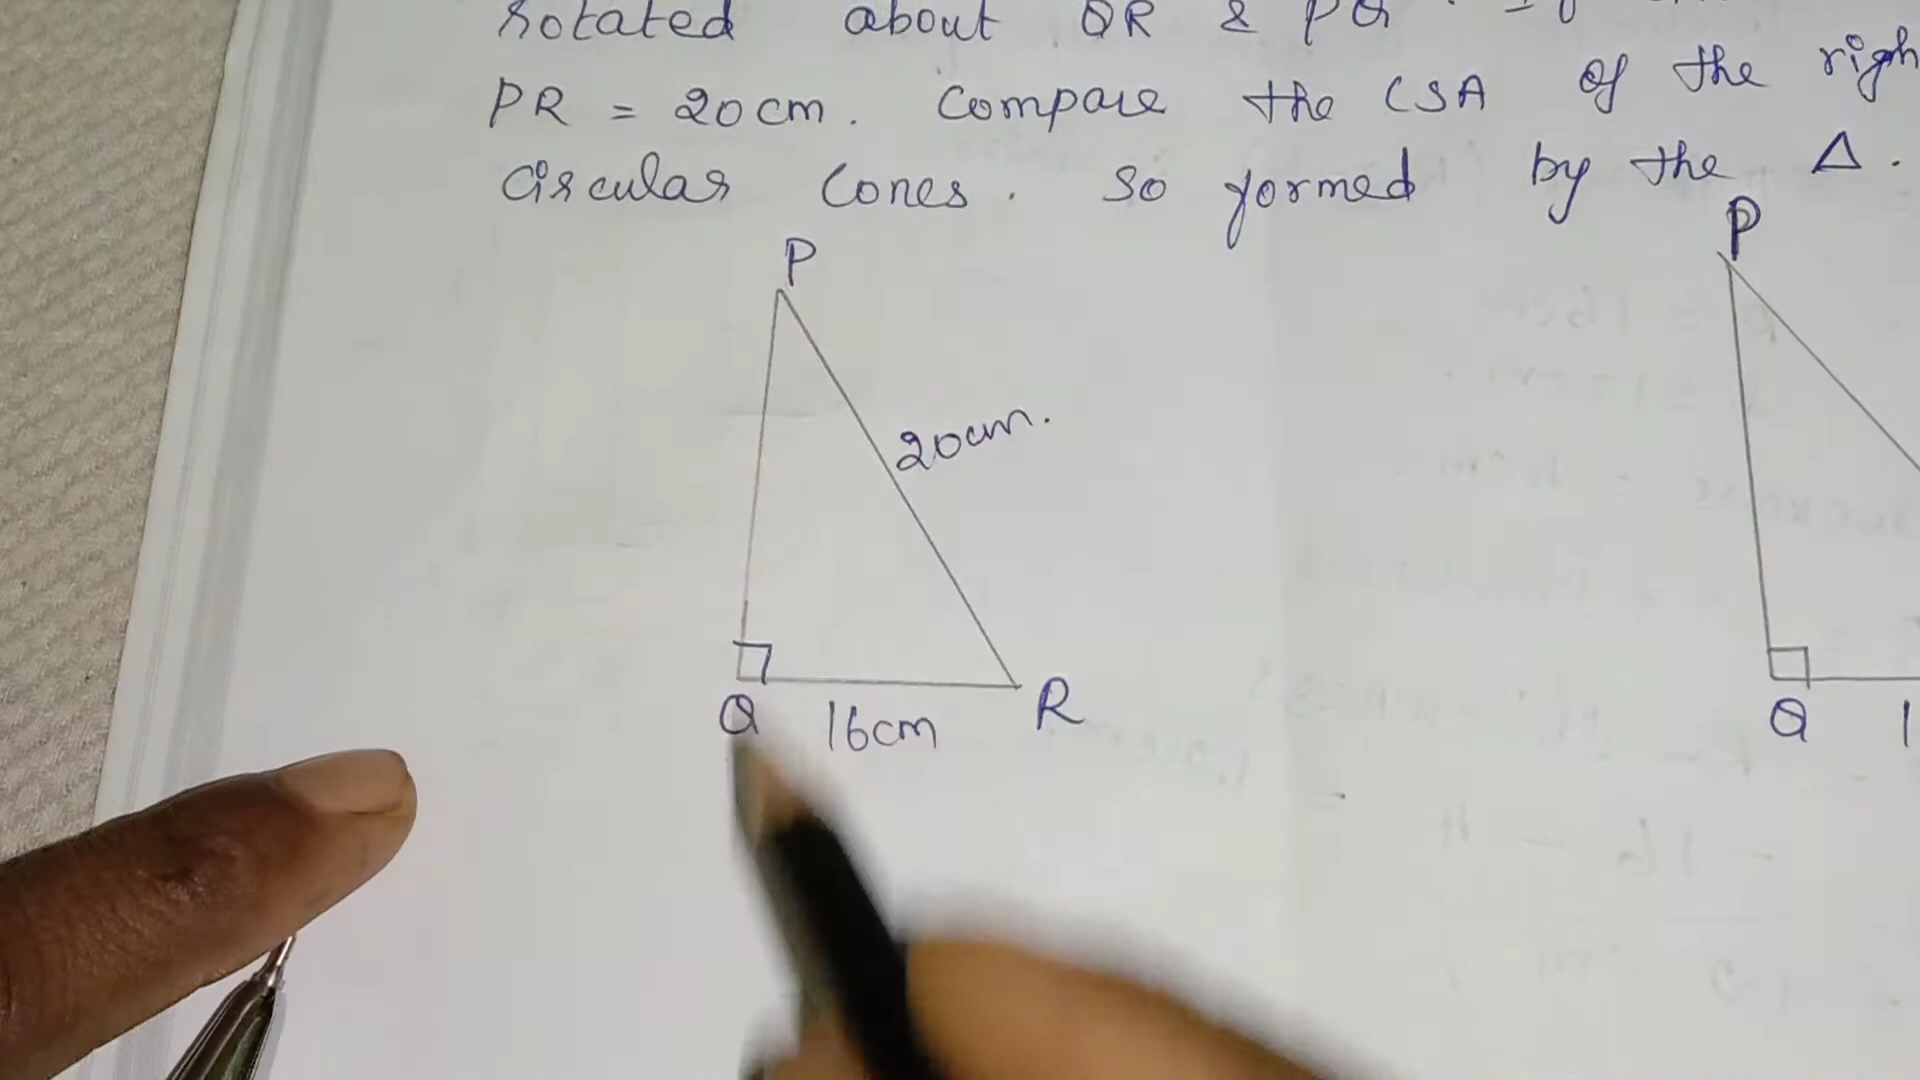 rotated about QR & PQ.
PR = 20cm. Compare the CSA of the righ
circular Cones. So formed by the Δ.
P
P
20cm.
Q 16cm R
Q 1